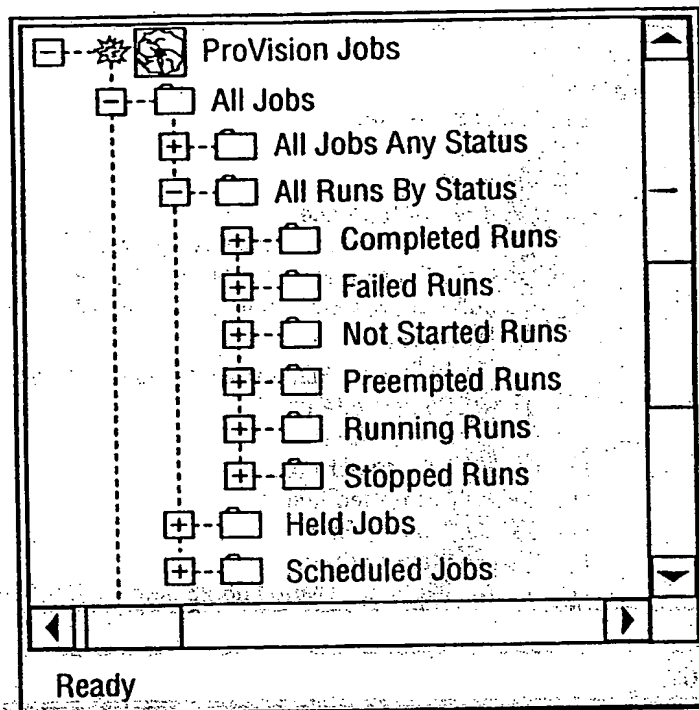 ProVision Jobs
All Jobs
All Jobs Any Status
All Runs By Status
Completed Runs
Failed Runs
Not Started Runs
Preempted Runs
Running Runs
Stopped Runs
Held Jobs
Scheduled Jobs
Ready